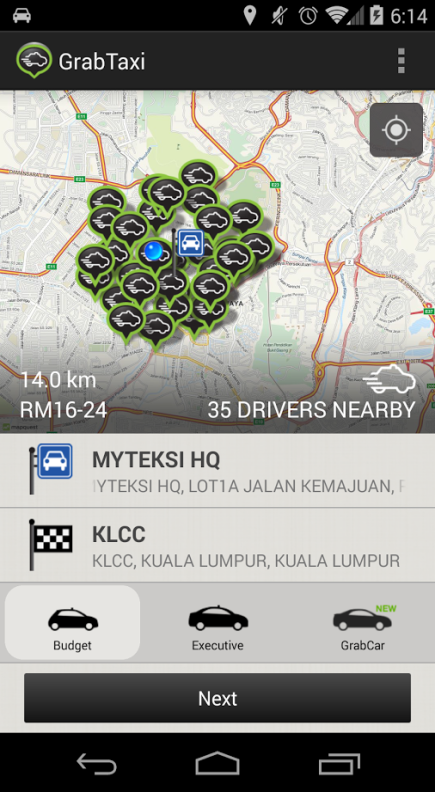 6:14
GrabTaxi
14.0 km
RM16-24
35 DRIVERS NEARBY
MYTEKSI HQ
YTEKSI HQ, LOT1A JALAN KEMAJUAN,
KLCC
KLCC, KUALA LUMPUR, KUALA LUMPUR
NEW
Budget
Executive
GrabCar
Next